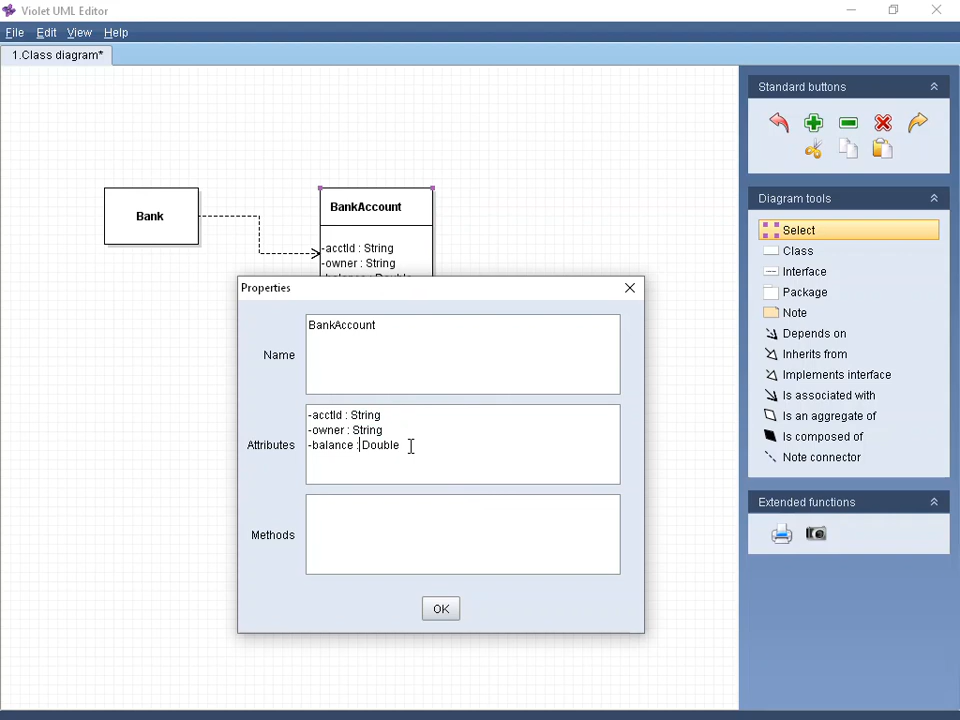 Violet UML Editor
File Edit View Help
1.Class diagram*
Bank
BankAccount
-acctId : String
-owner : String
-balance : Double
Properties
Name
BankAccount
Attributes
-acctId : String
-owner : String
-balance : Double
Methods
OK
Standard buttons
Diagram tools
Select
Class
Interface
Package
Note
Depends on
Inherits from
Implements interface
Is associated with
Is an aggregate of
Is composed of
Note connector
Extended functions